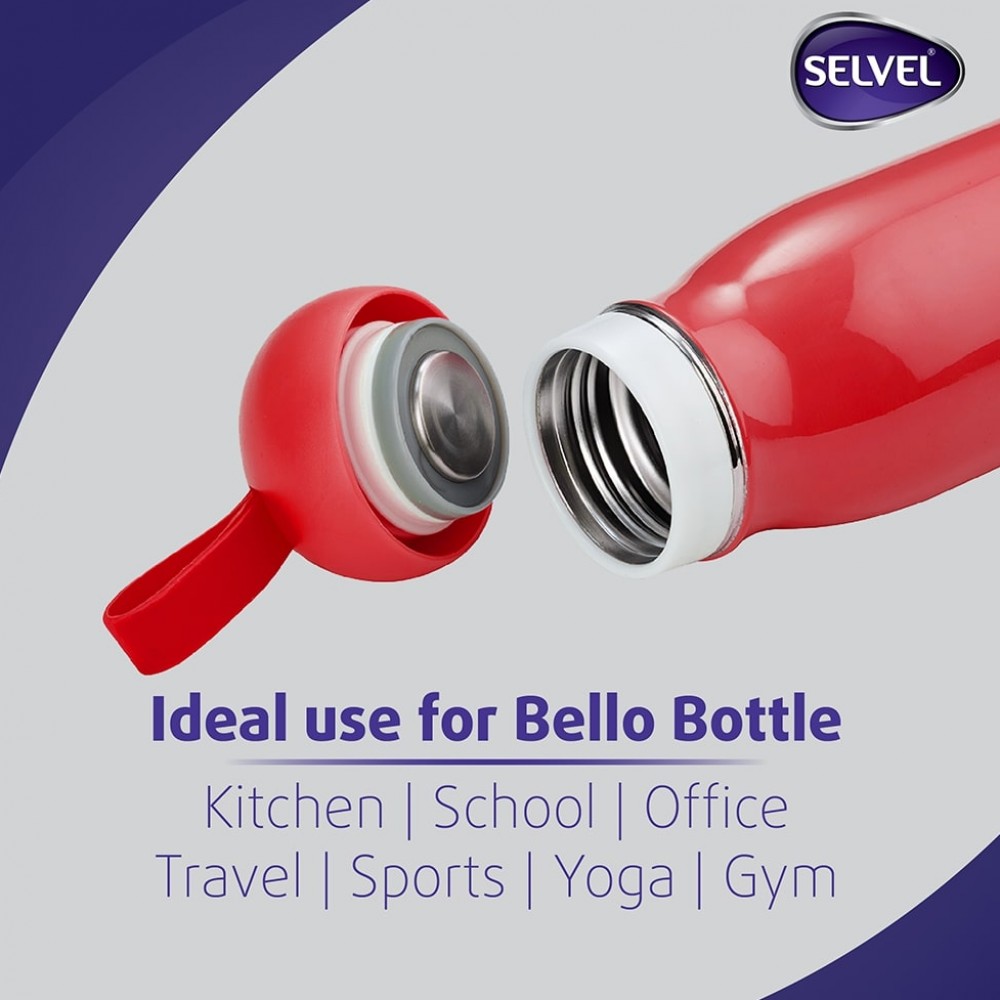 SELVEL®
Ideal use for Bello Bottle
Kitchen | School | Office
Travel | Sports | Yoga | Gym